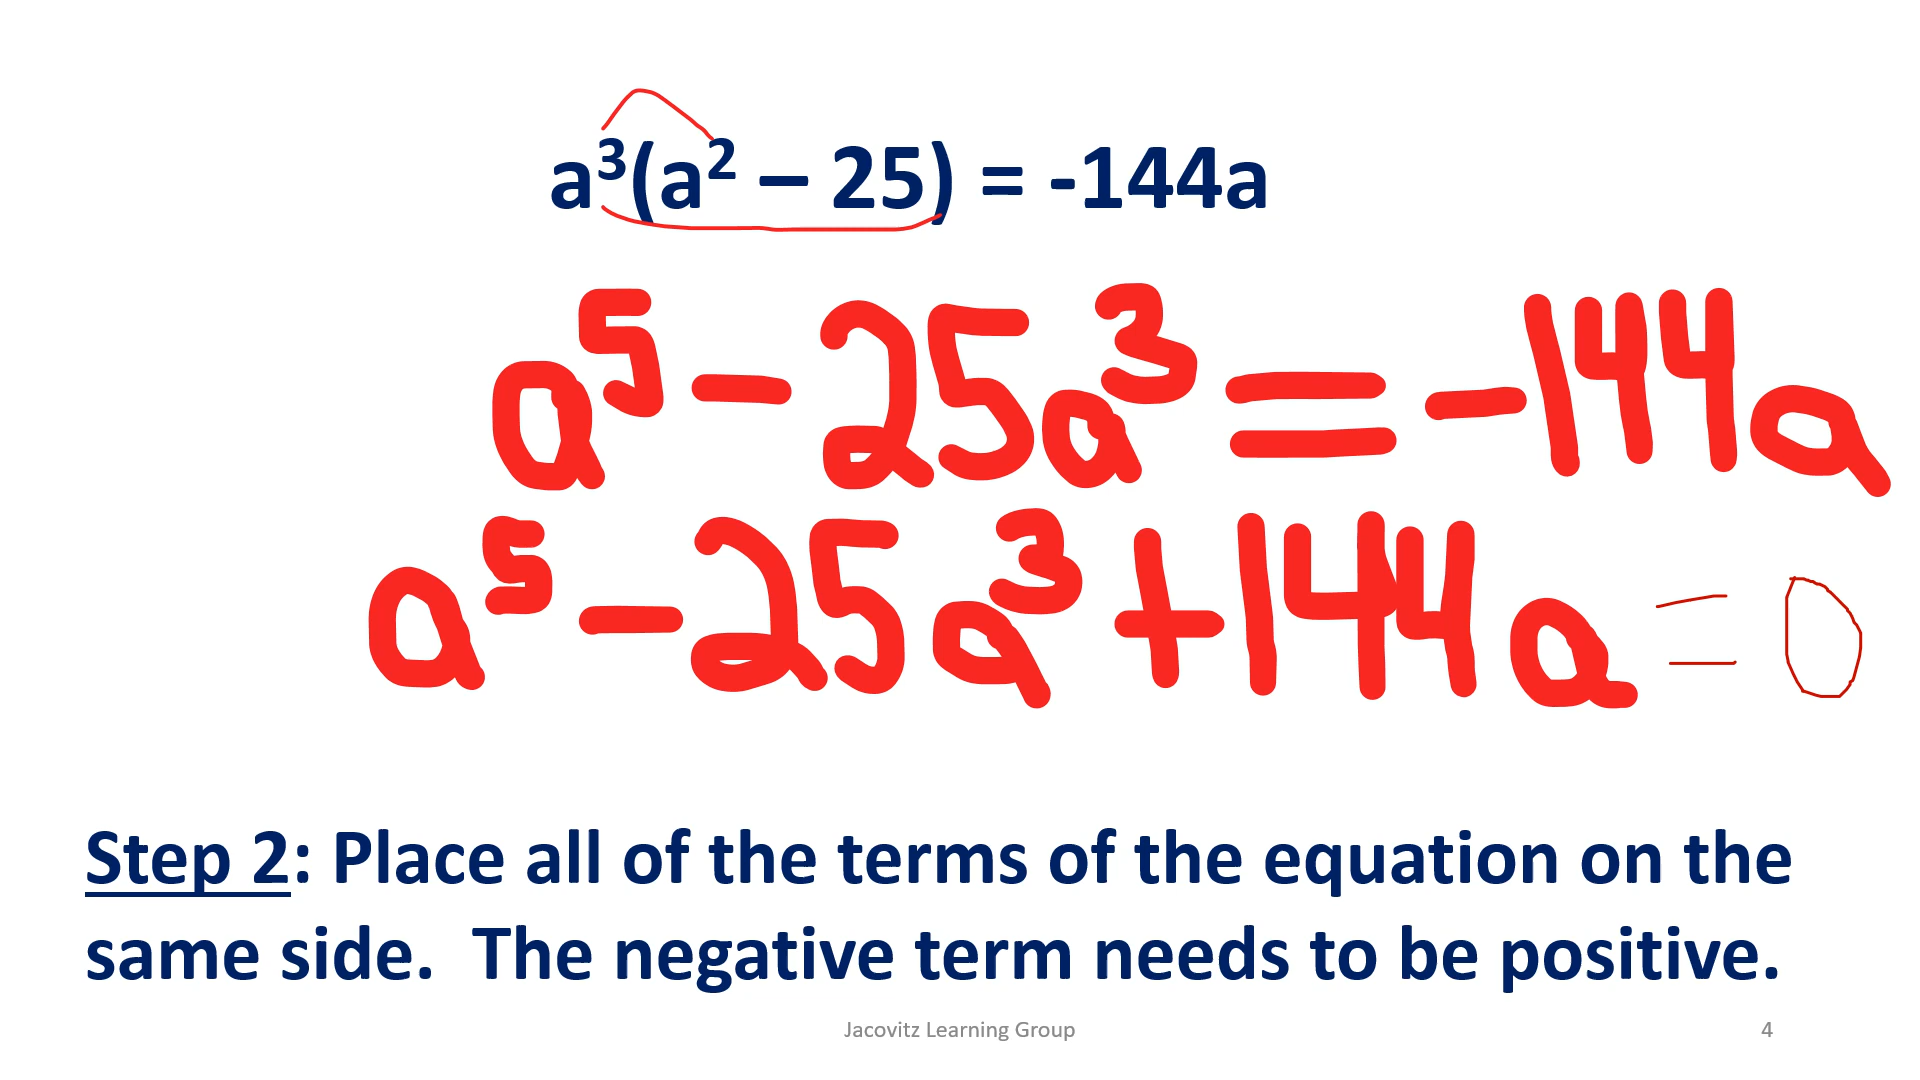 a³(a² – 25) = -144a
a⁵ – 25a³ = -144a
a⁵ – 25a³ + 144a = 0
Step 2: Place all of the terms of the equation on the
same side.  The negative term needs to be positive.
Jacovitz Learning Group
4